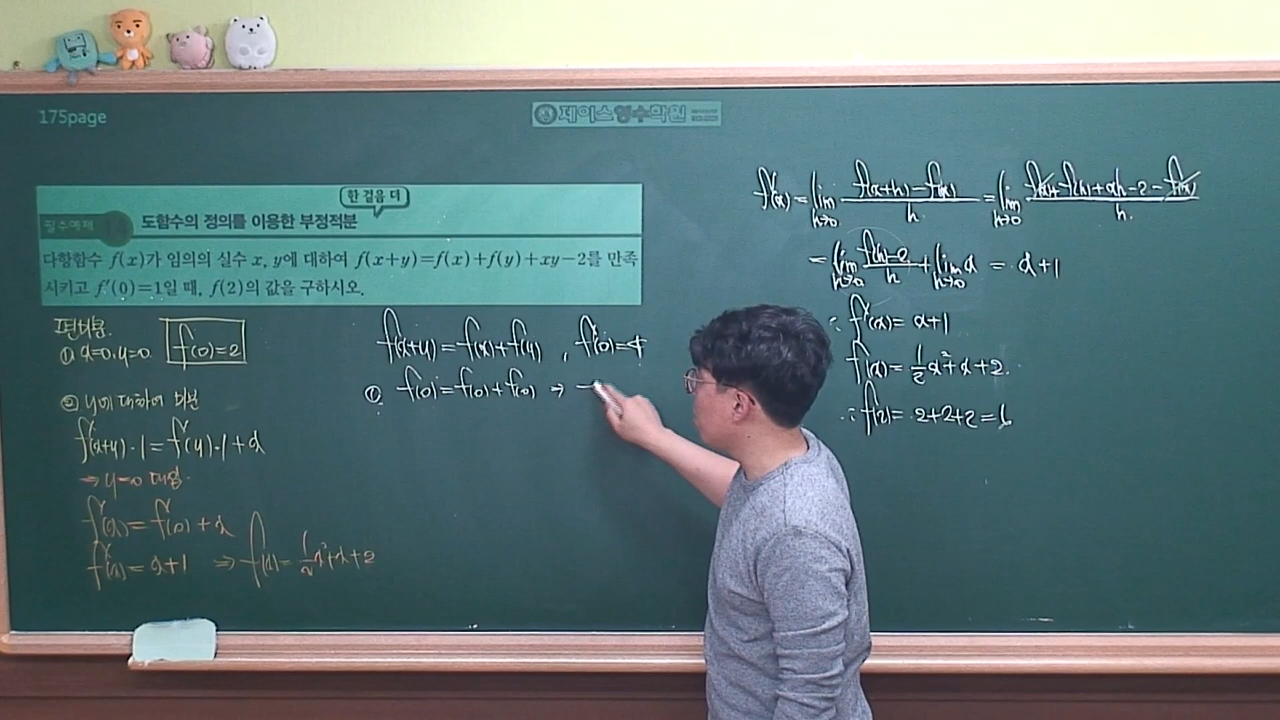 175page
제이스영수학원
한 걸음 더
필수예제
도함수의 정의를 이용한 부정적분
다항함수 f(x)가 임의의 실수 x, y에 대하여 f(x+y)=f(x)+f(y)+xy-2를 만족
시키고 f'(0)=1일 때, f(2)의 값을 구하시오.
편미분.
① x=0, y=0. f(0)=2
② y에 대하여 미분
f'(x+y)·1=f'(y)·1+x
⇒ y=0 대입.
f'(x)=f'(0)+x
f'(x)=x+1 ⇒ f(x)=1/2x²+x+2
f(x+y)=f(x)+f(y), f'(0)=4
① f(0)=f(0)+f(0) ⇒
f'(x)=lim h→0 f(x+h)-f(x)/h = lim h→0 f(x)+f(h)+xh-2-f(x)/h
=lim h→0 f(h)-2/h + lim h→0 x = x+1
∴ f'(x)=x+1
f(x)=1/2x²+x+2.
∴ f(2)=2+2+2=6